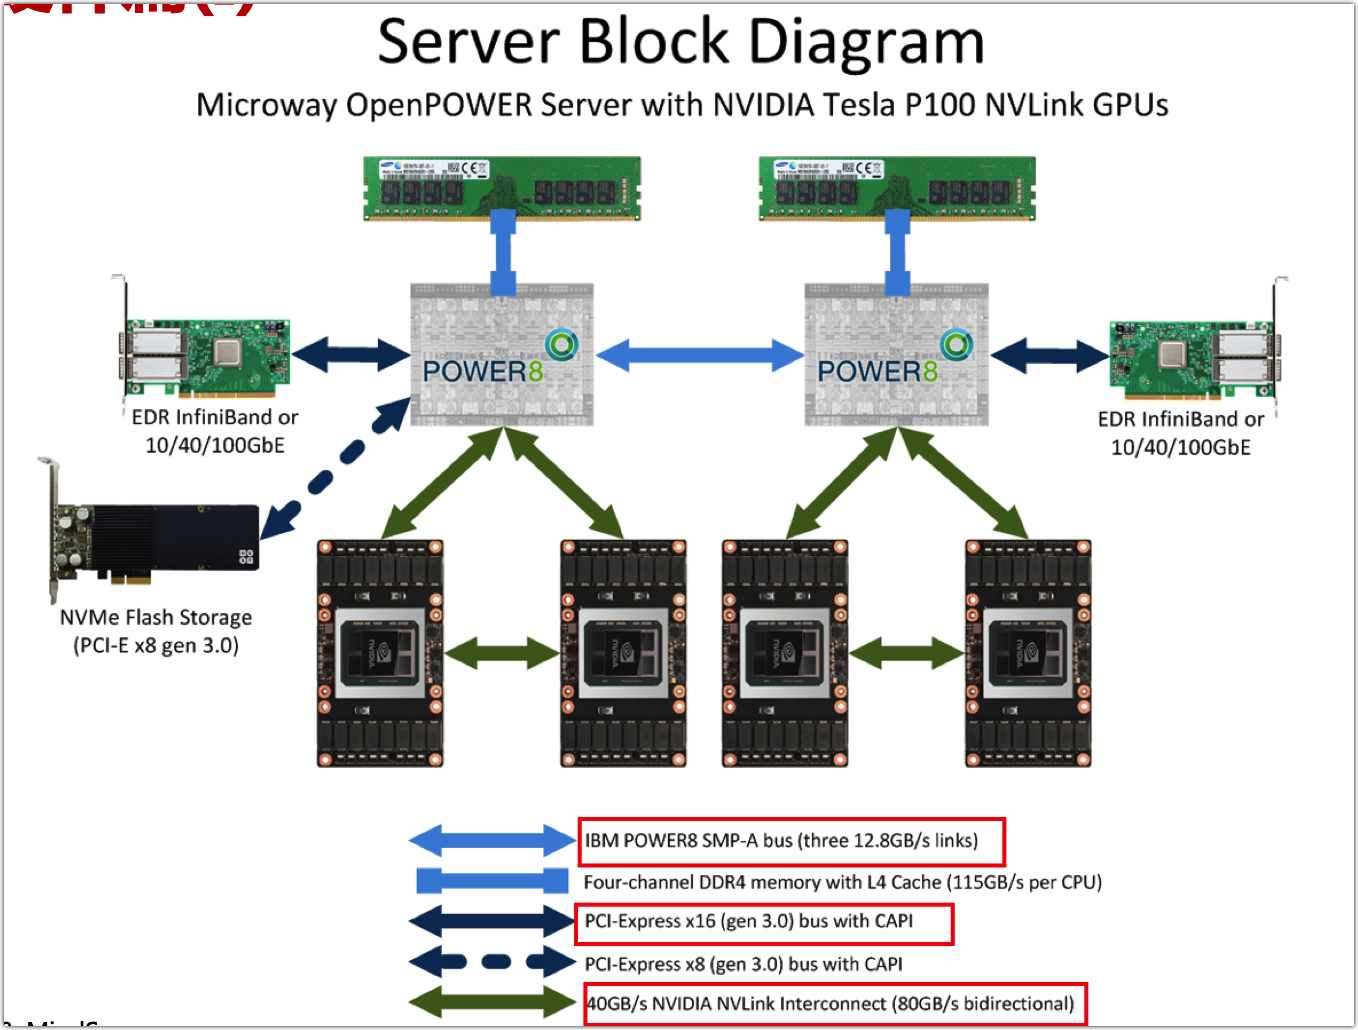 Server Block Diagram
Microway OpenPOWER Server with NVIDIA Tesla P100 NVLink GPUs
POWER8
POWER8
EDR InfiniBand or
10/40/100GbE
EDR InfiniBand or
10/40/100GbE
NVMe Flash Storage
(PCI-E x8 gen 3.0)
NVIDIA
NVIDIA
NVIDIA
NVIDIA
IBM POWER8 SMP-A bus (three 12.8GB/s links)
Four-channel DDR4 memory with L4 Cache (115GB/s per CPU)
PCI-Express x16 (gen 3.0) bus with CAPI
PCI-Express x8 (gen 3.0) bus with CAPI
40GB/s NVIDIA NVLink Interconnect (80GB/s bidirectional)